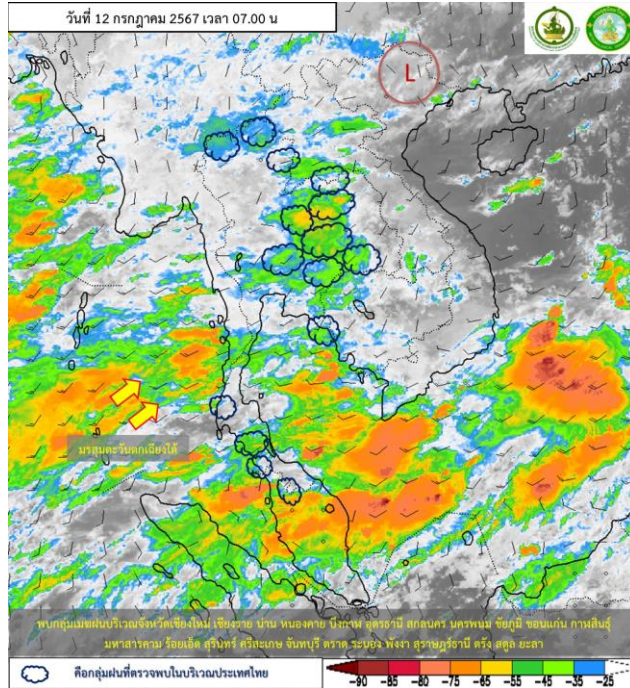 วันที่ 12 กรกฎาคม 2567 เวลา 07.00 น
L
มรสุมตะวันตกเฉียงใต้
พบกลุ่มเมฆฝนบริเวณจังหวัดเชียงใหม่ เชียงราย น่าน หนองคาย บึงกาฬ อุดรธานี สกลนคร นครพนม ชัยภูมิ ขอนแก่น กาฬสินธุ์
มหาสารคาม ร้อยเอ็ด สุรินทร์ ศรีสะเกษ จันทบุรี ตราด ระนอง พังงา สุราษฎร์ธานี ตรัง สตูล ยะลา
คือกลุ่มฝนที่ตรวจพบในบริเวณประเทศไทย
-90 -85 -80 -75 -65 -55 -45 -35 -25